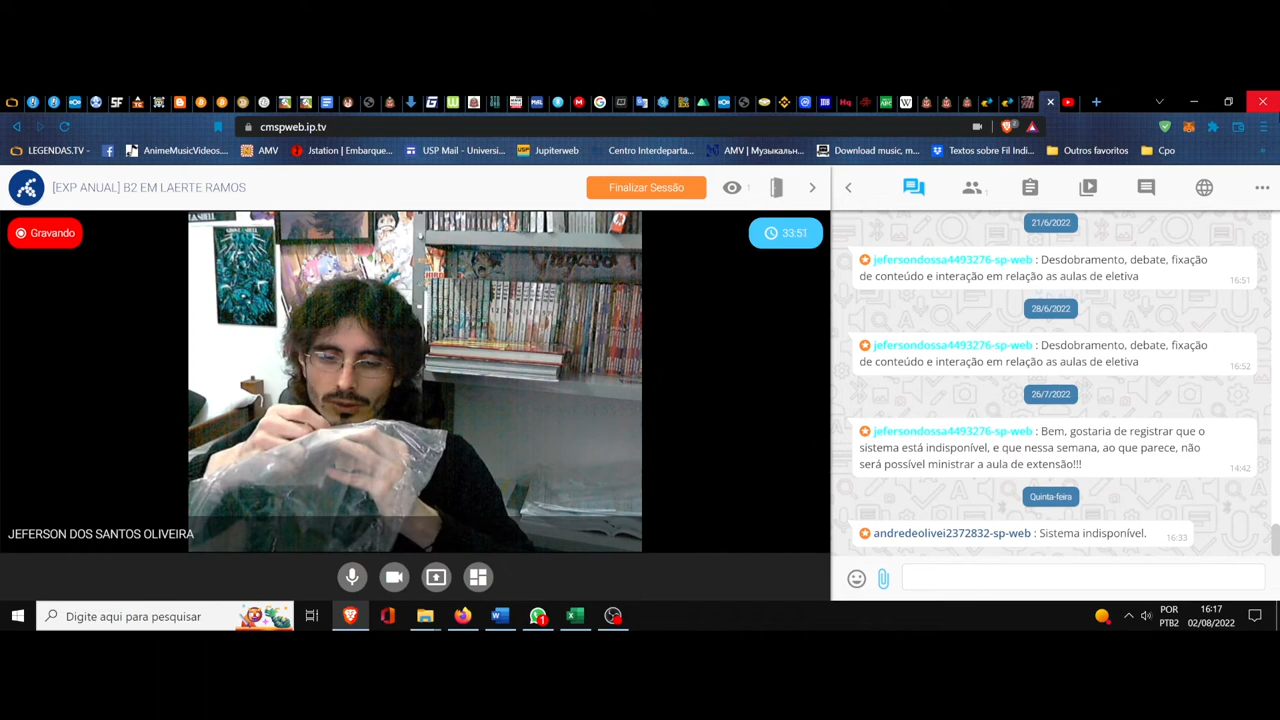 cmspweb.ip.tv
2
LEGENDAS.TV -
AnimeMusicVideos...
AMV
Jstation | Embarque...
USP Mail - Universi...
Jupiterweb
Centro Interdeparta...
AMV | Музыкальн...
Download music, m...
Textos sobre Fil Indi...
Outros favoritos
Cpo
[EXP ANUAL] B2 EM LAERTE RAMOS
Finalizar Sessão
1
1
Gravando
33:51
JEFERSON DOS SANTOS OLIVEIRA
21/6/2022
jefersondossa4493276-sp-web : Desdobramento, debate, fixação
de conteúdo e interação em relação as aulas de eletiva
16:51
28/6/2022
jefersondossa4493276-sp-web : Desdobramento, debate, fixação
de conteúdo e interação em relação as aulas de eletiva
16:52
26/7/2022
jefersondossa4493276-sp-web : Bem, gostaria de registrar que o
sistema está indisponível, e que nessa semana, ao que parece, não
será possível ministrar a aula de extensão!!!
14:42
Quinta-feira
andredeolivei2372832-sp-web : Sistema indisponível.
16:33
Digite aqui para pesquisar
1
POR
PTB2
16:17
02/08/2022